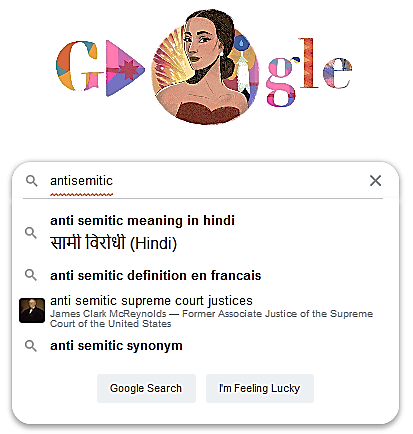 Google
antisemitic
anti semitic meaning in hindi
सामी विरोधी (Hindi)
anti semitic definition en francais
anti semitic supreme court justices
James Clark McReynolds — Former Associate Justice of the Supreme
Court of the United States
anti semitic synonym
Google Search
I'm Feeling Lucky